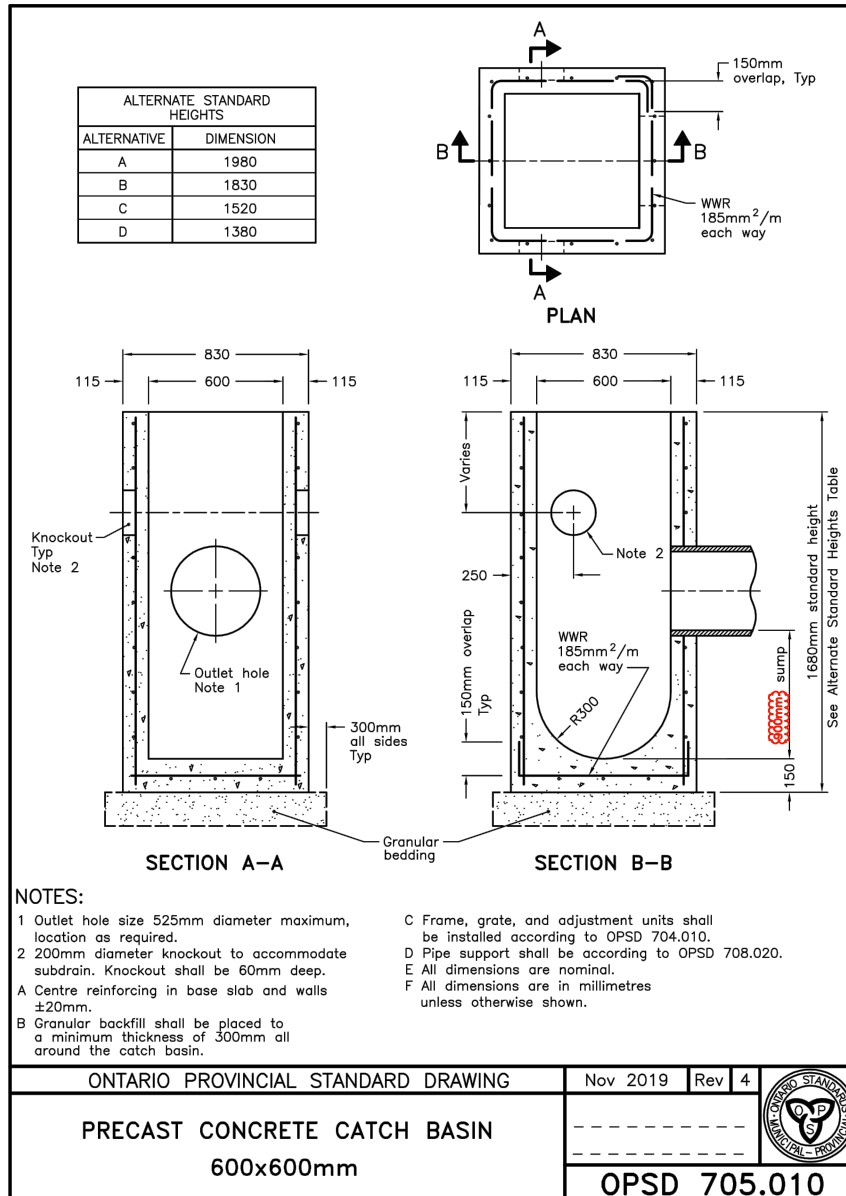 ALTERNATE STANDARD
HEIGHTS
ALTERNATIVE DIMENSION
A 1980
B 1830
C 1520
D 1380
A
150mm
overlap, Typ
B
B
WWR
185mm²/m
each way
A
PLAN
830
115 600 115
Knockout
Typ
Note 2
Outlet hole
Note 1
300mm
all sides
Typ
SECTION A–A
830
115 600 115
Varies
Note 2
250
150mm overlap
Typ
WWR
185mm²/m
each way
R300
900mm sump
150
1680mm standard height
See Alternate Standard Heights Table
Granular
bedding
SECTION B–B
NOTES:
1 Outlet hole size 525mm diameter maximum,
location as required.
2 200mm diameter knockout to accommodate
subdrain. Knockout shall be 60mm deep.
A Centre reinforcing in base slab and walls
±20mm.
B Granular backfill shall be placed to
a minimum thickness of 300mm all
around the catch basin.
C Frame, grate, and adjustment units shall
be installed according to OPSD 704.010.
D Pipe support shall be according to OPSD 708.020.
E All dimensions are nominal.
F All dimensions are in millimetres
unless otherwise shown.
ONTARIO PROVINCIAL STANDARD DRAWING
Nov 2019 Rev 4
PRECAST CONCRETE CATCH BASIN
600x600mm
ONTARIO STANDARDS
MUNICIPAL – PROVINCIAL
O P
S
OPSD 705.010